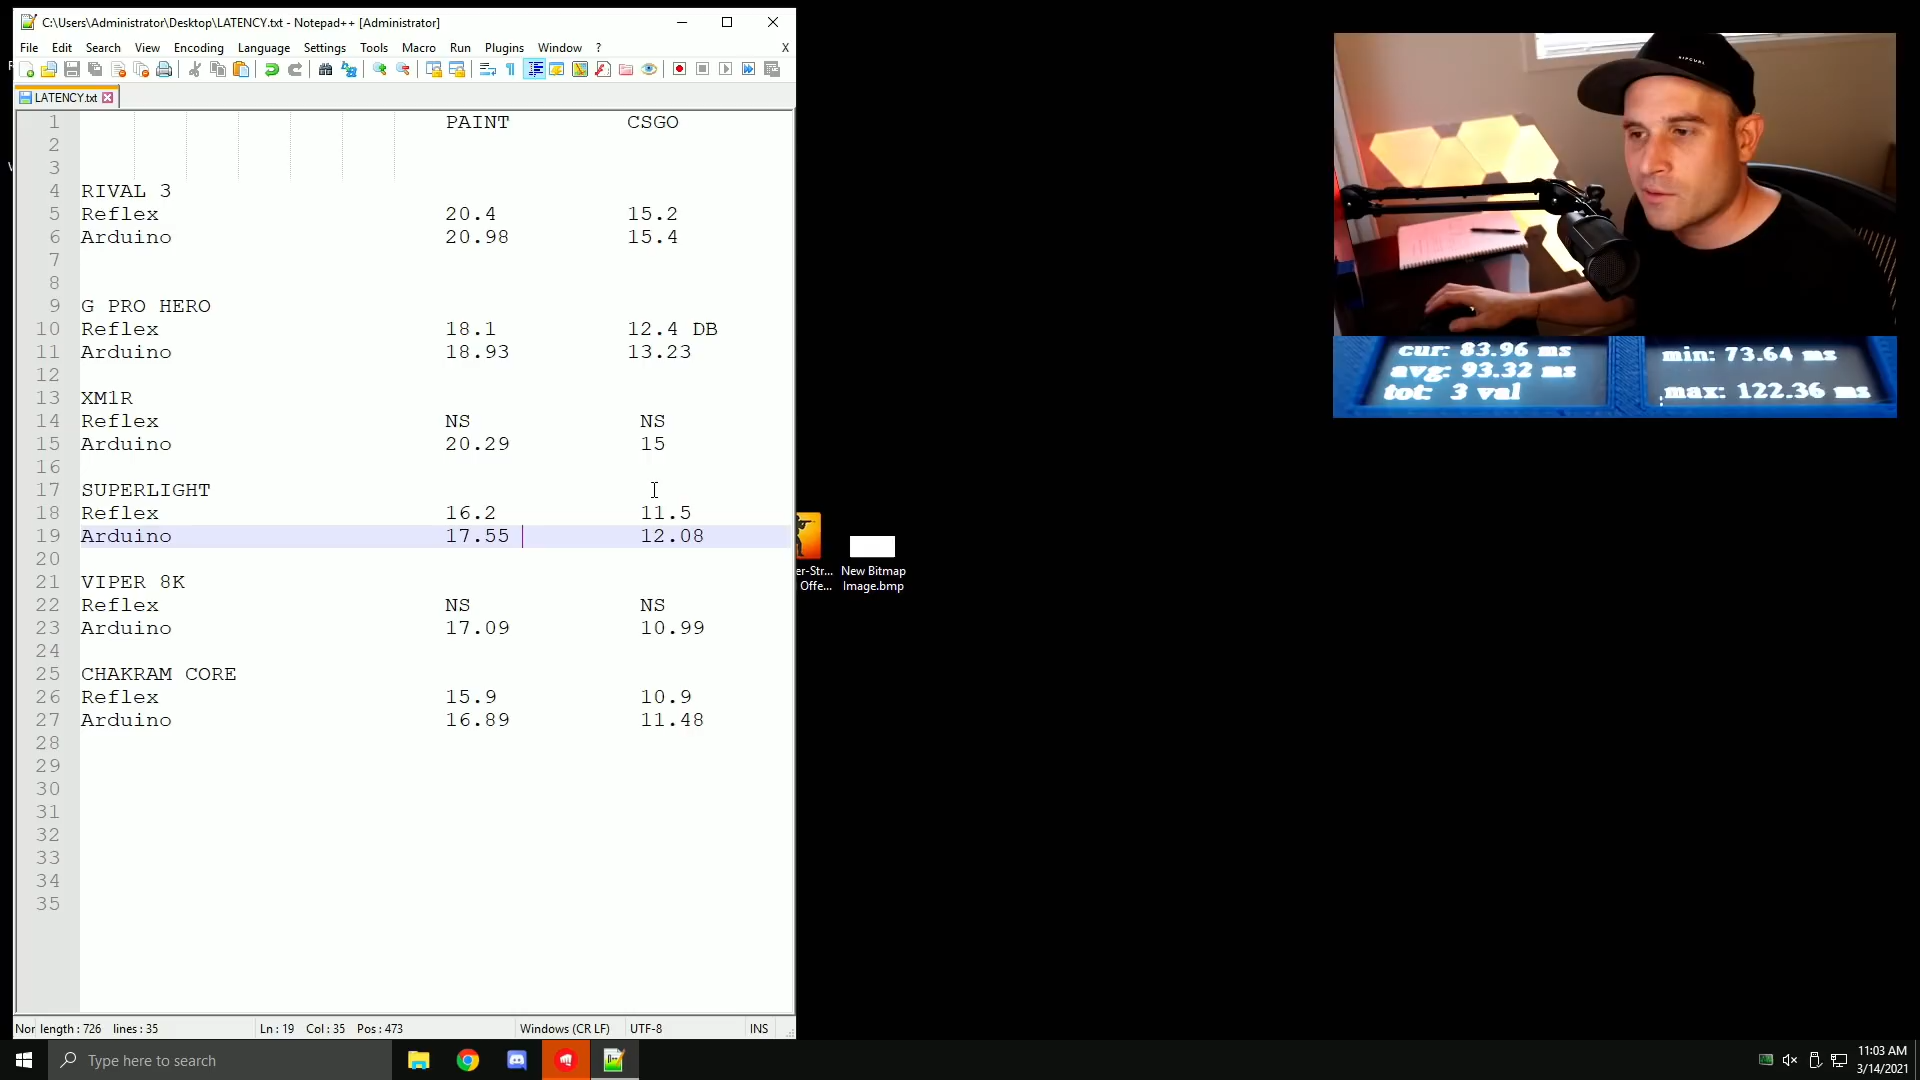 C:\Users\Administrator\Desktop\LATENCY.txt - Notepad++ [Administrator]
File Edit Search View Encoding Language Settings Tools Macro Run Plugins Window ? X
LATENCY.txt
1 PAINT CSGO
2
3
4 RIVAL 3
5 Reflex 20.4 15.2
6 Arduino 20.98 15.4
7
8
9 G PRO HERO
10 Reflex 18.1 12.4 DB
11 Arduino 18.93 13.23
12
13 XM1R
14 Reflex NS NS
15 Arduino 20.29 15
16
17 SUPERLIGHT
18 Reflex 16.2 11.5
19 Arduino 17.55 12.08
20
21 VIPER 8K
22 Reflex NS NS
23 Arduino 17.09 10.99
24
25 CHAKRAM CORE
26 Reflex 15.9 10.9
27 Arduino 16.89 11.48
28
29
30
31
32
33
34
35
Nor length : 726 lines : 35 Ln : 19 Col : 35 Pos : 473 Windows (CR LF) UTF-8 INS
er-Str...
Offe...
New Bitmap
Image.bmp
RIPCURL
cur: 83.96 ms
avg: 93.32 ms
tot: 3 val
min: 73.64 ms
max: 122.36 ms
Type here to search
11:03 AM
3/14/2021